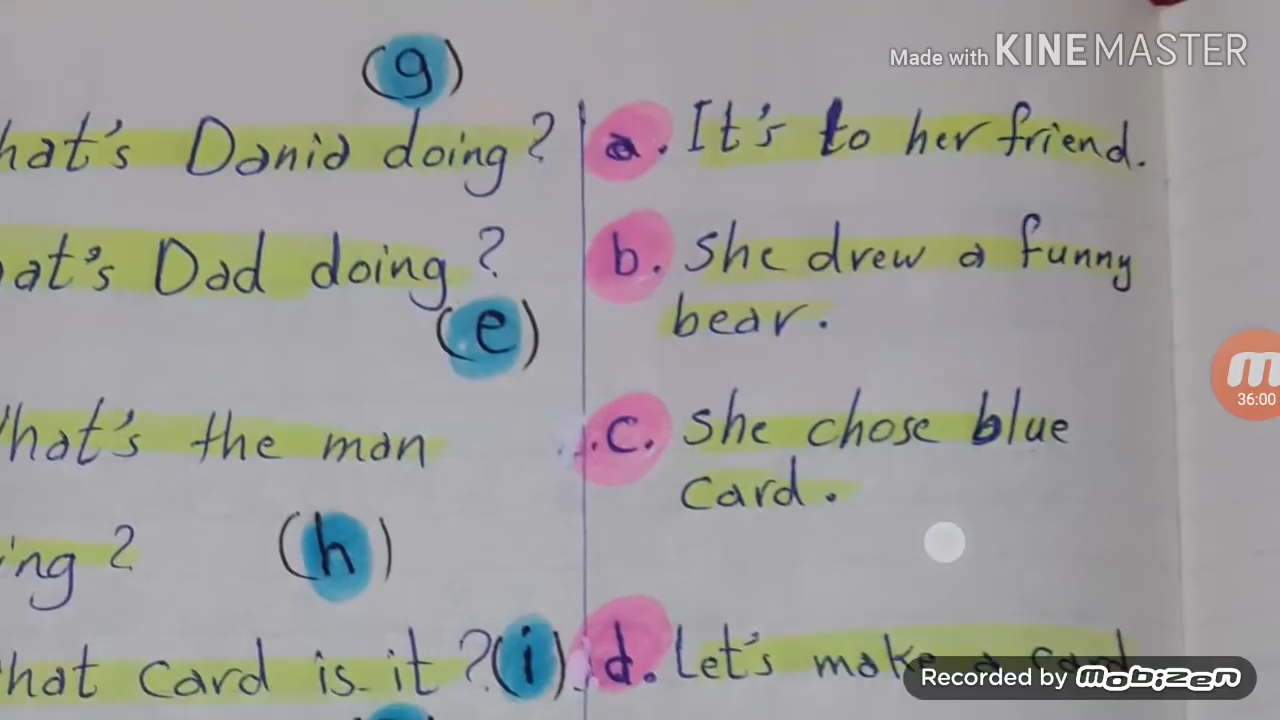 Made with KINEMASTER
(g)
hat's Dania doing?
at's Dad doing?
(e)
hat's the man
ing? (h)
hat card is it? (i)
a. It's to her friend.
b. She drew a funny
bear.
c. She chose blue
card.
d. Let's make a card
36:00
Recorded by mobizen